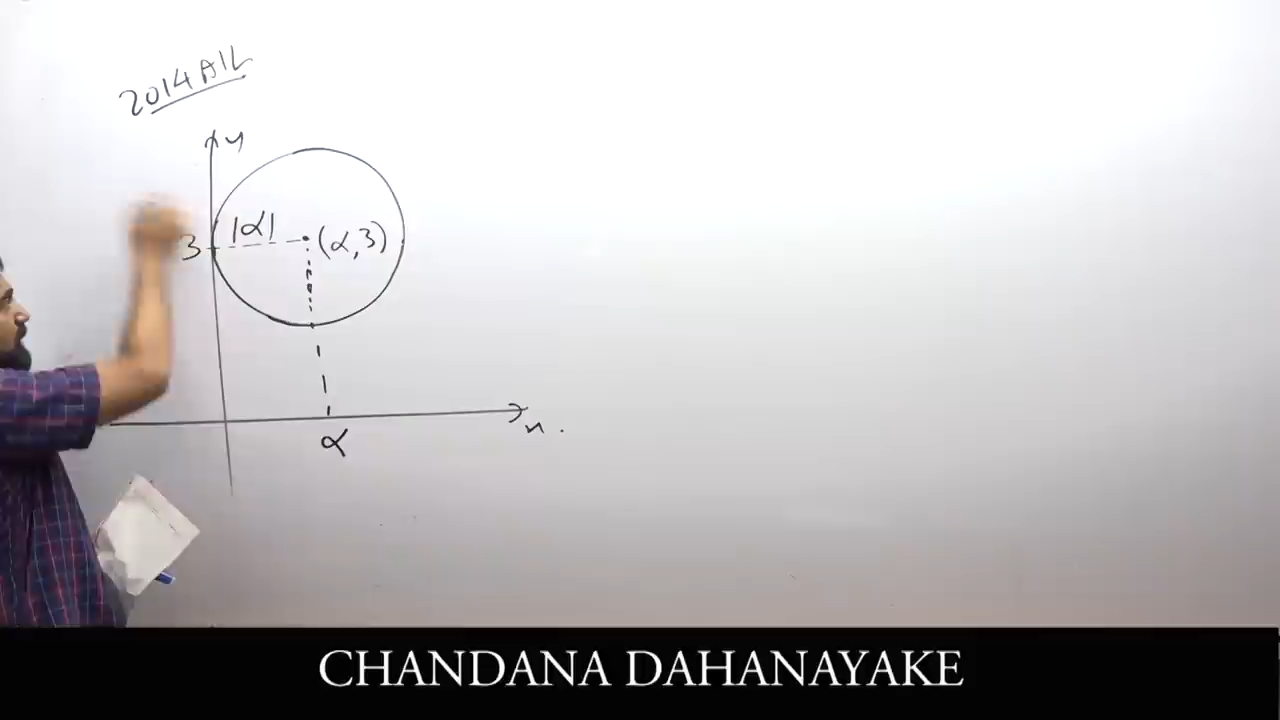 2014 A/L
y
|α|
3
(α,3)
x
α
CHANDANA DAHANAYAKE